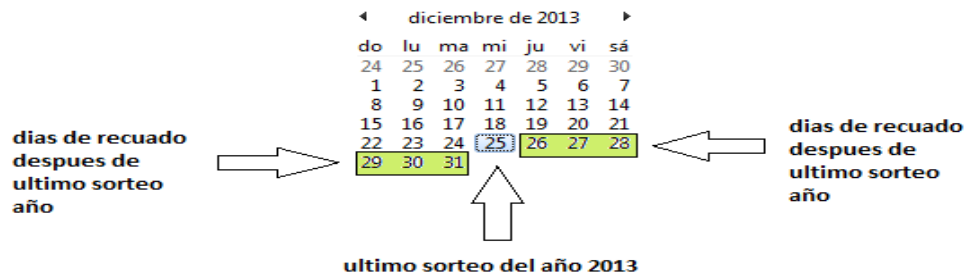 diciembre de 2013
do lu ma mi ju vi sá
24 25 26 27 28 29 30
1 2 3 4 5 6 7
8 9 10 11 12 13 14
15 16 17 18 19 20 21
22 23 24 25 26 27 28
29 30 31
dias de recuado
despues de
ultimo sorteo
año
dias de recuado
despues de
ultimo sorteo
año
ultimo sorteo del año 2013